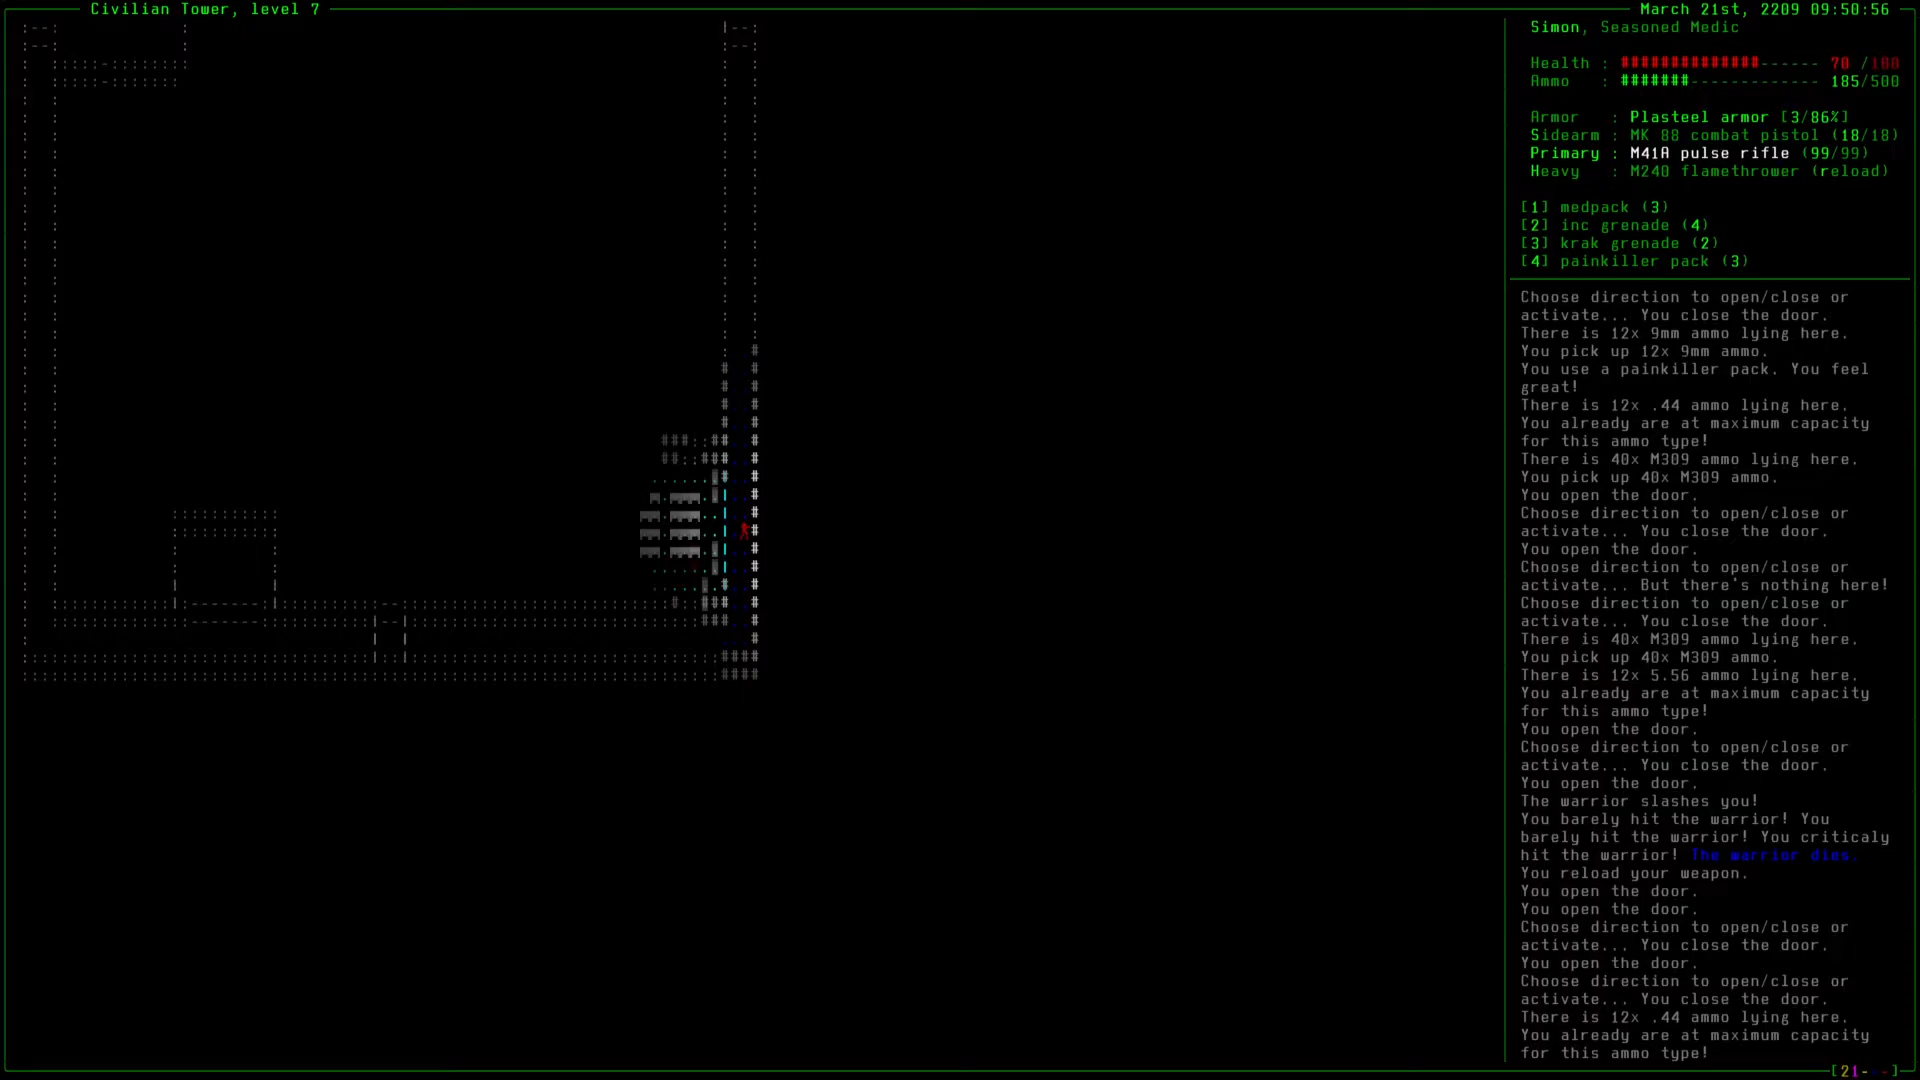 Civilian Tower, level 7
March 21st, 2209 09:50:56
Simon, Seasoned Medic
Health : ##############------ 70 /100
Ammo : #######------------- 185/500
Armor : Plasteel armor [3/86%]
Sidearm : MK 88 combat pistol (18/18)
Primary : M41A pulse rifle (99/99)
Heavy : M240 flamethrower (reload)
[1] medpack (3)
[2] inc grenade (4)
[3] krak grenade (2)
[4] painkiller pack (3)
Choose direction to open/close or
activate... You close the door.
There is 12x 9mm ammo lying here.
You pick up 12x 9mm ammo.
You use a painkiller pack. You feel
great!
There is 12x .44 ammo lying here.
You already are at maximum capacity
for this ammo type!
There is 40x M309 ammo lying here.
You pick up 40x M309 ammo.
You open the door.
Choose direction to open/close or
activate... You close the door.
You open the door.
Choose direction to open/close or
activate... But there's nothing here!
Choose direction to open/close or
activate... You close the door.
There is 40x M309 ammo lying here.
You pick up 40x M309 ammo.
There is 12x 5.56 ammo lying here.
You already are at maximum capacity
for this ammo type!
You open the door.
Choose direction to open/close or
activate... You close the door.
You open the door.
The warrior slashes you!
You barely hit the warrior! You
barely hit the warrior! You criticaly
hit the warrior! The warrior dies.
You reload your weapon.
You open the door.
You open the door.
Choose direction to open/close or
activate... You close the door.
You open the door.
Choose direction to open/close or
activate... You close the door.
There is 12x .44 ammo lying here.
You already are at maximum capacity
for this ammo type!